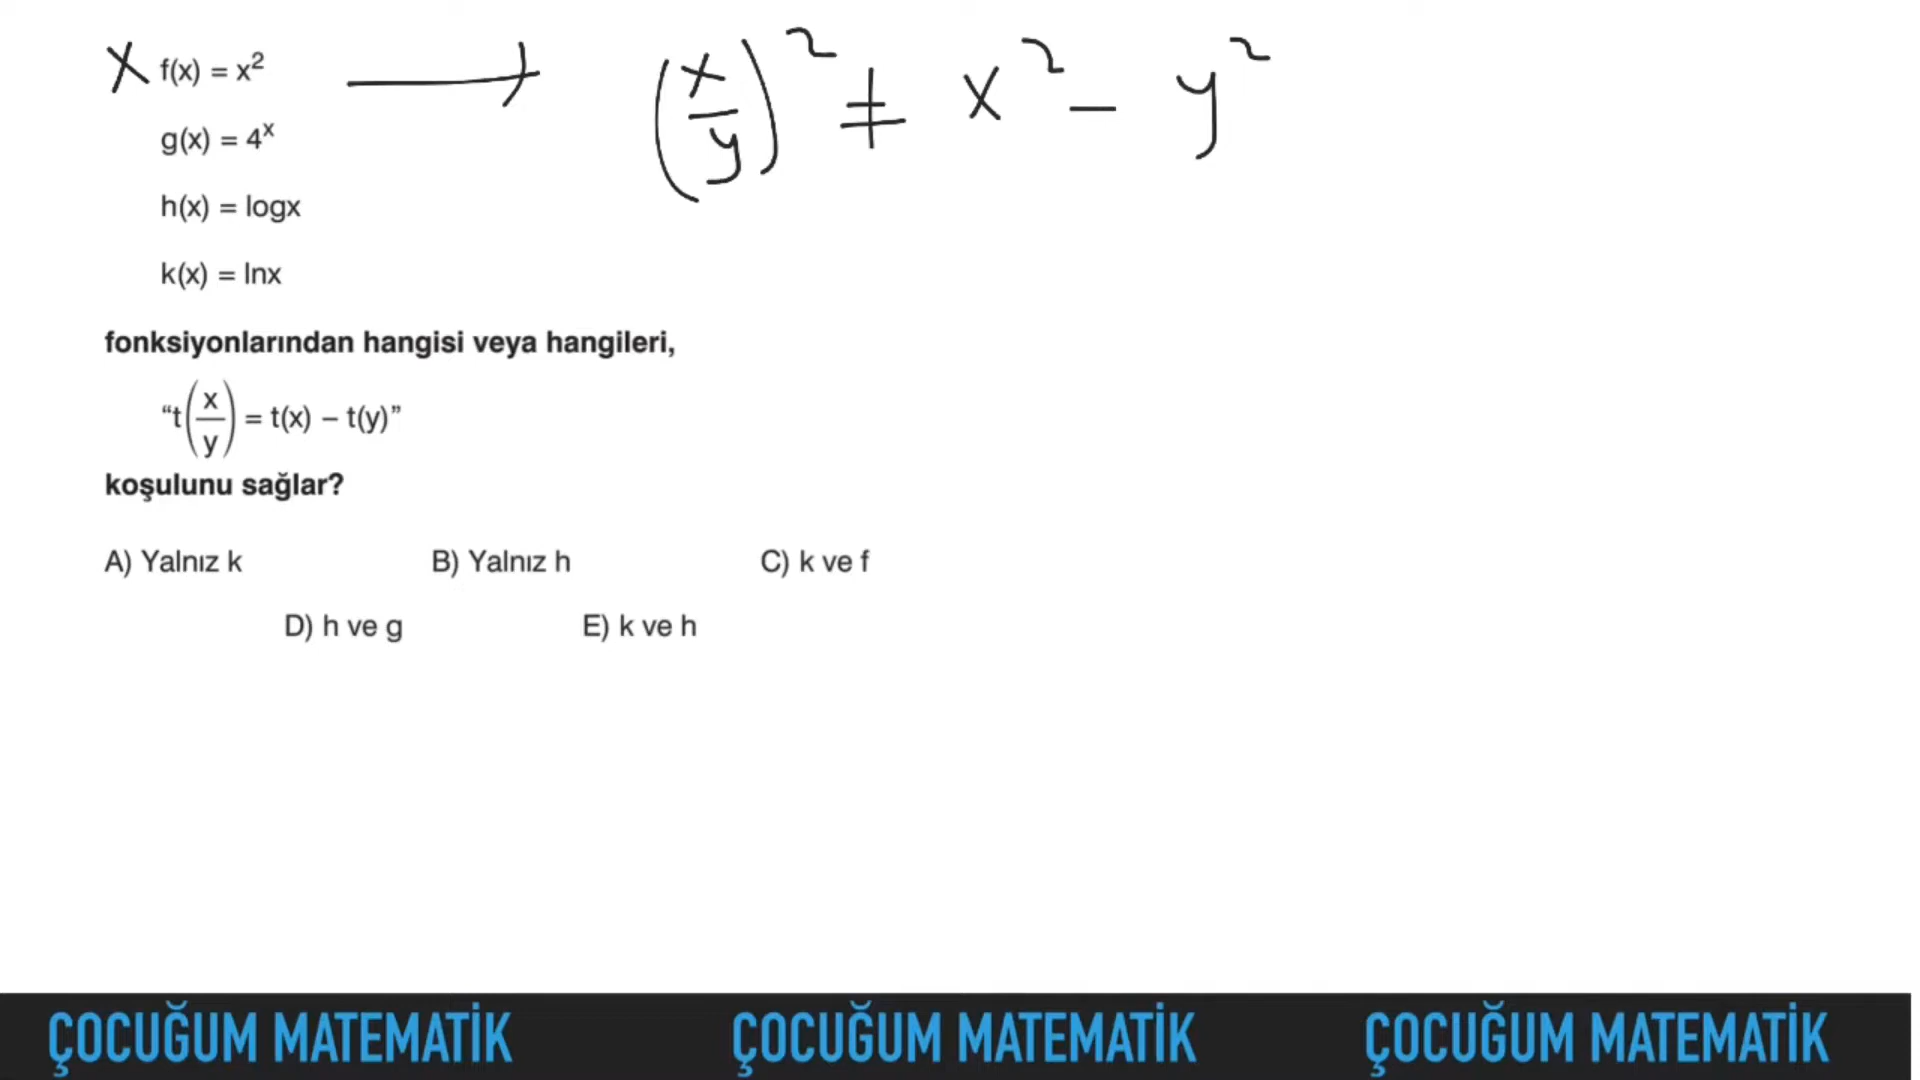 X f(x) = x² → (x/y)² ≠ x² – y²
g(x) = 4ˣ
h(x) = logx
k(x) = lnx
fonksiyonlarından hangisi veya hangileri,
“t(x/y) = t(x) – t(y)”
koşulunu sağlar?
A) Yalnız k B) Yalnız h C) k ve f
D) h ve g E) k ve h
ÇOCUĞUM MATEMATİK ÇOCUĞUM MATEMATİK ÇOCUĞUM MATEMATİK